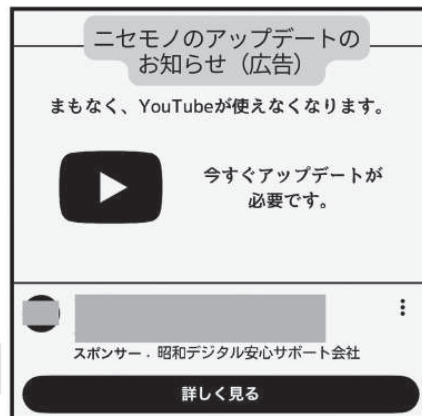 ニセモノのアップデートの
お知らせ（広告）
まもなく、YouTubeが使えなくなります。
今すぐアップデートが
必要です。
スポンサー．昭和デジタル安心サポート会社
詳しく見る